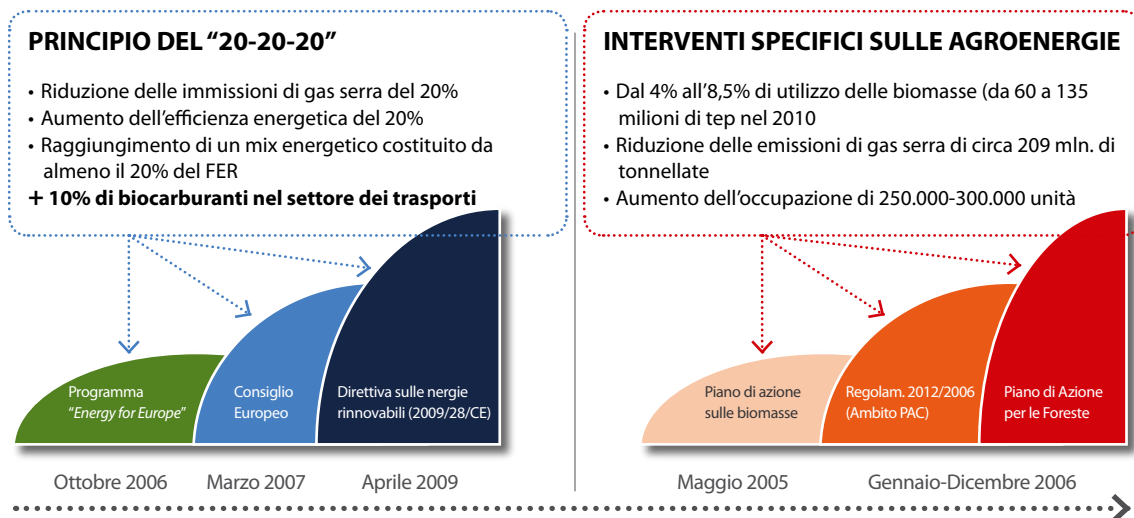 PRINCIPIO DEL “20-20-20”
• Riduzione delle immissioni di gas serra del 20%
• Aumento dell’efficienza energetica del 20%
• Raggiungimento di un mix energetico costituito da
almeno il 20% del FER
+ 10% di biocarburanti nel settore dei trasporti
Programma
“Energy for Europe”
Consiglio
Europeo
Direttiva sulle nergie
rinnovabili (2009/28/CE)
Ottobre 2006
Marzo 2007
Aprile 2009
INTERVENTI SPECIFICI SULLE AGROENERGIE
• Dal 4% all’8,5% di utilizzo delle biomasse (da 60 a 135
milioni di tep nel 2010
• Riduzione delle emissioni di gas serra di circa 209 mln. di
tonnellate
• Aumento dell’occupazione di 250.000-300.000 unità
Piano di azione
sulle biomasse
Regolam. 2012/2006
(Ambito PAC)
Piano di Azione
per le Foreste
Maggio 2005
Gennaio-Dicembre 2006